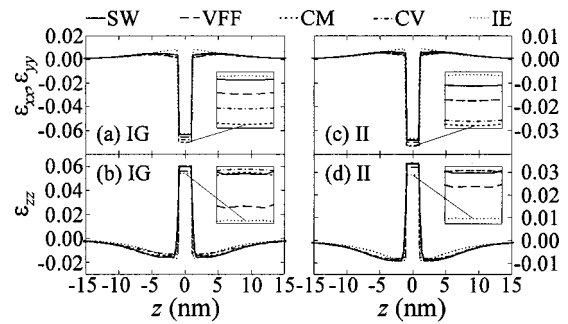 SW VFF CM CV IE
0.02 0.01
0.00 0.00
-0.02 -0.01
-0.04 -0.02
-0.06 -0.03
εxx, εyy
(a) IG (c) II
0.06 0.03
0.04 0.02
0.02 0.01
0.00 0.00
-0.02 -0.01
εzz
(b) IG (d) II
-15 -10 -5 0 5 10 -15 -10 -5 0 5 10 15
z (nm) z (nm)